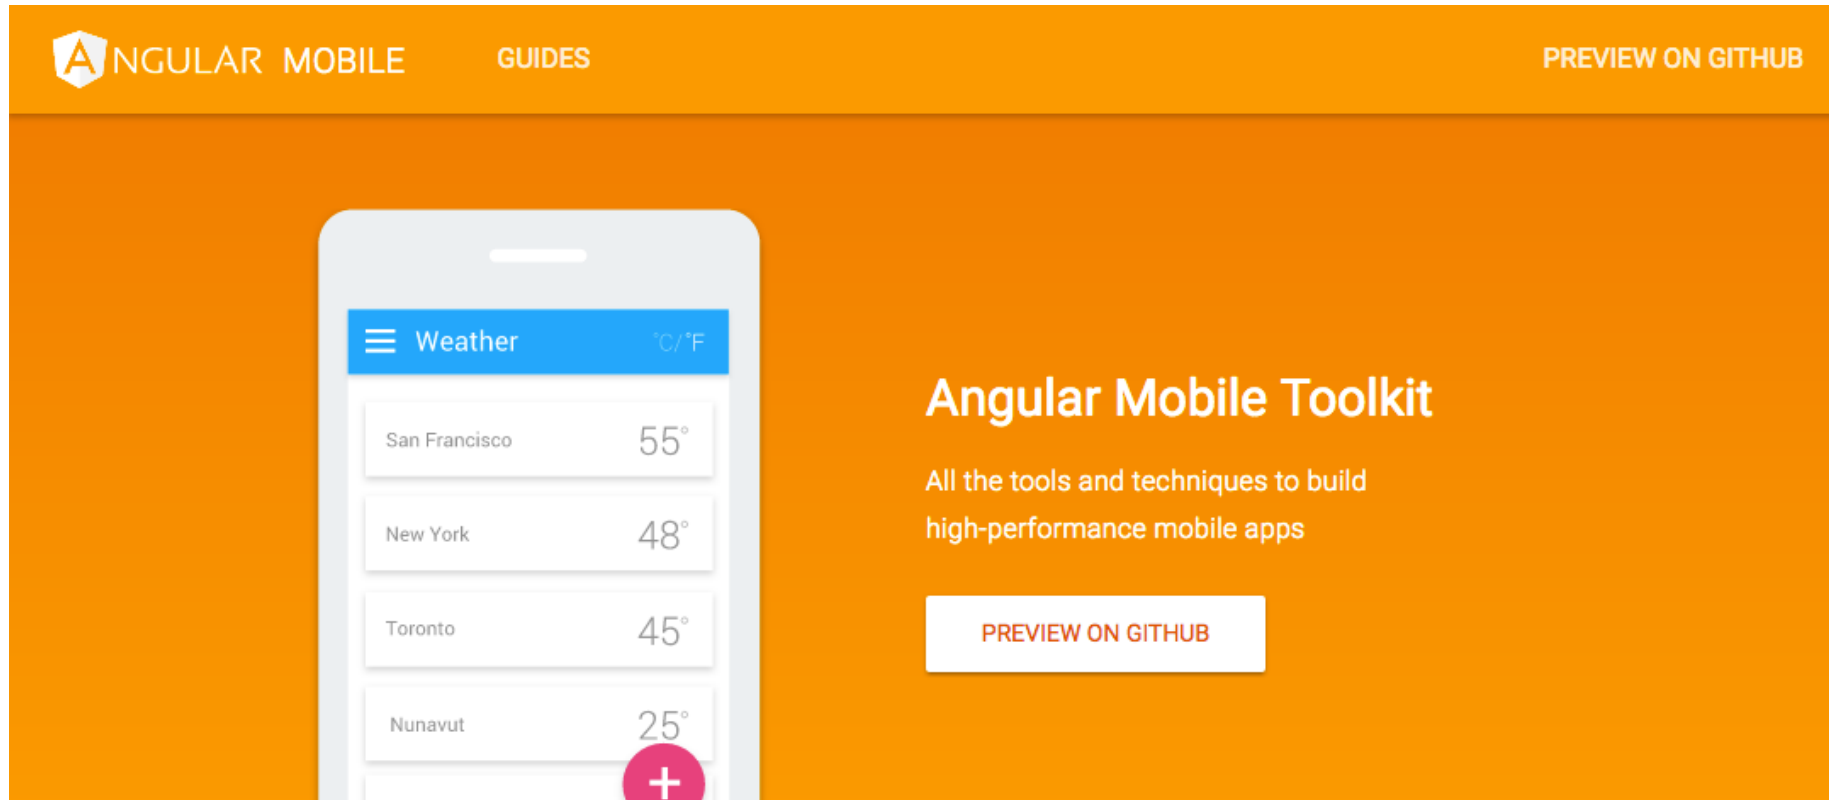 ANGULAR MOBILE
GUIDES
PREVIEW ON GITHUB
Weather
°C/°F
San Francisco 55°
New York 48°
Toronto 45°
Nunavut 25°
+
Angular Mobile Toolkit
All the tools and techniques to build
high-performance mobile apps
PREVIEW ON GITHUB